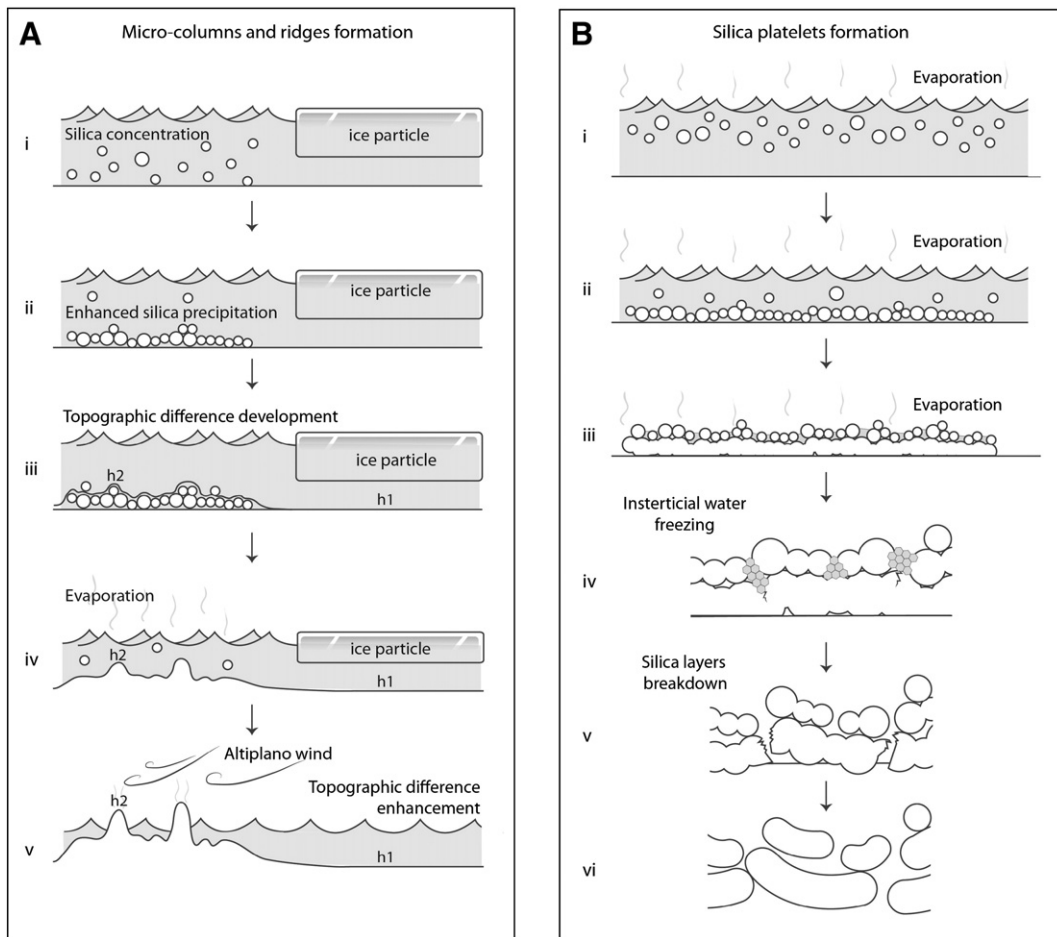 A
Micro-columns and ridges formation
i
Silica concentration
ice particle
ii
Enhanced silica precipitation
ice particle
Topographic difference development
iii
h2
ice particle
h1
Evaporation
iv
h2
ice particle
h1
Altiplano wind
h2
Topographic difference
enhancement
v
h1
B
Silica platelets formation
Evaporation
i
Evaporation
ii
Evaporation
iii
Insterticial water
freezing
iv
Silica layers
breakdown
v
vi